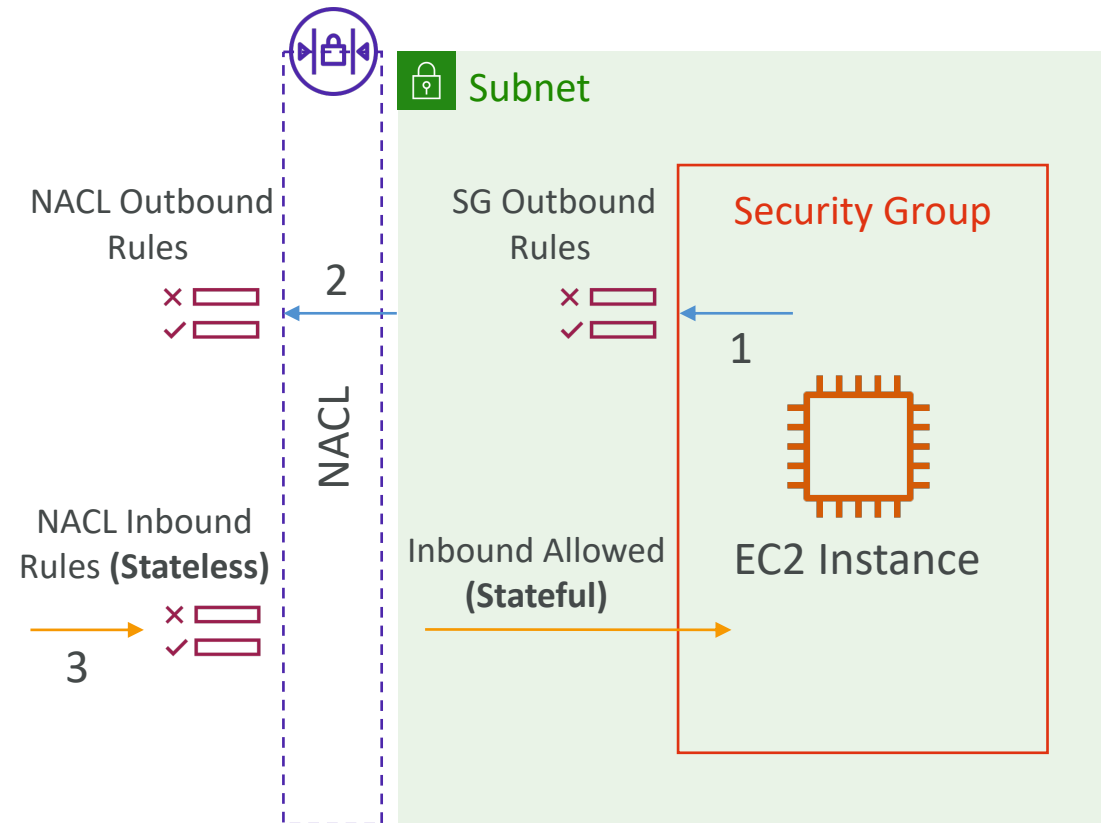 Subnet
NACL Outbound
Rules
SG Outbound
Rules
Security Group
2
1
NACL
NACL Inbound
Rules (Stateless)
Inbound Allowed
(Stateful)
EC2 Instance
3